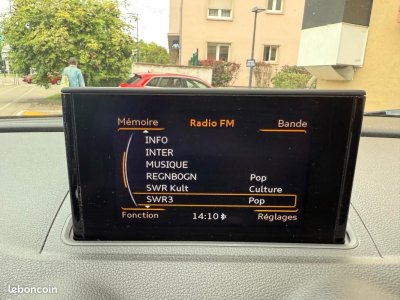 Mémoire Radio FM Bande
INFO
INTER
MUSIQUE
REGNBOGN Pop
SWR Kult Culture
SWR3 Pop
Fonction 14:10 Réglages
leboncoin